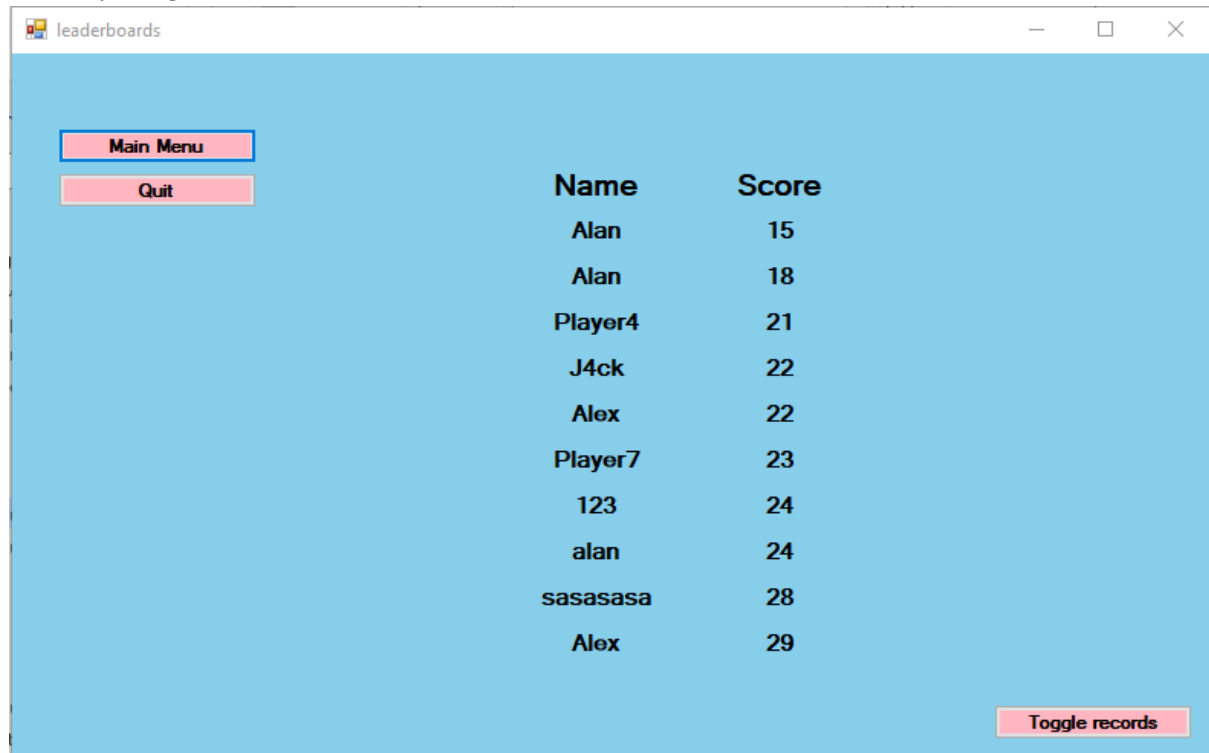 leaderboards
Main Menu
Quit
Name Score
Alan 15
Alan 18
Player4 21
J4ck 22
Alex 22
Player7 23
123 24
alan 24
sasasasa 28
Alex 29
Toggle records